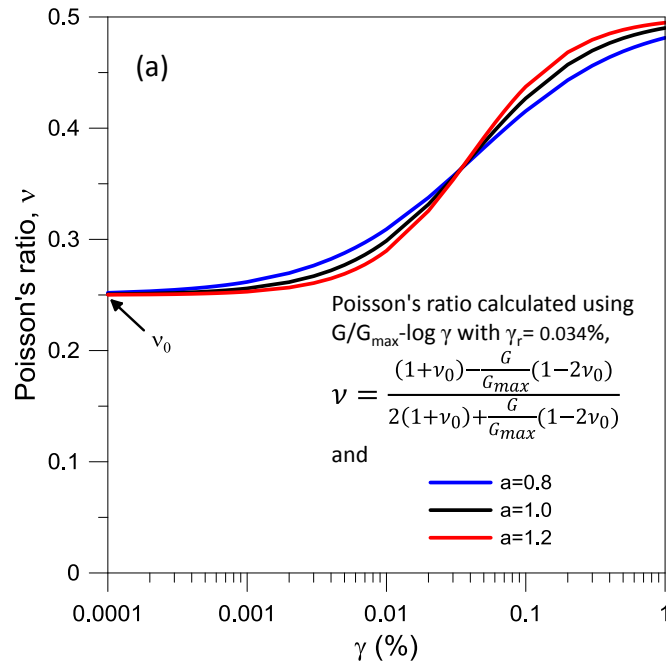 0.5
(a)
0.4
0.3
0.2
0.1
0
Poisson's ratio, ν
ν0
Poisson's ratio calculated using
G/Gmax-log γ with γr= 0.034%,
ν = (1+ν0)−G/Gmax(1−2ν0) / 2(1+ν0)+G/Gmax(1−2ν0)
and
a=0.8
a=1.0
a=1.2
0.0001 0.001 0.01 0.1 1
γ (%)